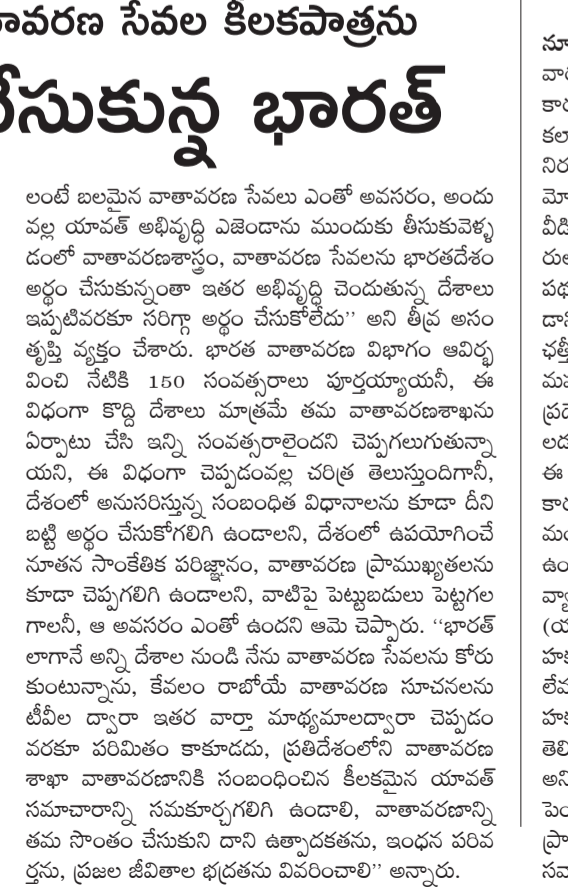 వరణ సేవల కీలకపాత్రను
సుకున్న భారత్
లంటే బలమైన వాతావరణ సేవలు ఎంతో అవసరం, అందు
వల్ల యావత్ అభివృద్ధి ఎజెండాను ముందుకు తీసుకువెళ్ళ
డంలో వాతావరణశాస్త్రం, వాతావరణ సేవలను భారతదేశం
అర్థం చేసుకున్నంతా ఇతర అభివృద్ధి చెందుతున్న దేశాలు
ఇప్పటివరకూ సరిగ్గా అర్థం చేసుకోలేదు’’ అని తీవ్ర అసం
తృప్తి వ్యక్తం చేశారు. భారత వాతావరణ విభాగం ఆవిర్భ
వించి నేటికి 150 సంవత్సరాలు పూర్తయ్యాయనీ, ఈ
విధంగా కొద్ది దేశాలు మాత్రమే తమ వాతావరణశాఖను
ఏర్పాటు చేసి ఇన్ని సంవత్సరాలైందని చెప్పగలుగుతున్నా
యని, ఈ విధంగా చెప్పడంవల్ల చరిత్ర తెలుస్తుందిగానీ,
దేశంలో అనుసరిస్తున్న సంబంధిత విధానాలను కూడా దీని
బట్టి అర్థం చేసుకోగలిగి ఉండాలని, దేశంలో ఉపయోగించే
నూతన సాంకేతిక పరిజ్ఞానం, వాతావరణ ప్రాముఖ్యతలను
కూడా చెప్పగలిగి ఉండాలని, వాటిపై పెట్టుబదులు పెట్టగల
గాలనీ, ఆ అవసరం ఎంతో ఉందని ఆమె చెప్పారు. ‘‘భారత్
లాగానే అన్ని దేశాల నుండి నేను వాతావరణ సేవలను కోరు
కుంటున్నాను, కేవలం రాబోయే వాతావరణ సూచనలను
టీవీల ద్వారా ఇతర వార్తా మాధ్యమాలద్వారా చెప్పడం
వరకూ పరిమితం కాకూడదు, ప్రతిదేశంలోని వాతావరణ
శాఖా వాతావరణానికి సంబంధించిన కీలకమైన యావత్
సమాచారాన్ని సమకూర్చగలిగి ఉండాలి, వాతావరణాన్ని
తమ సొంతం చేసుకుని దాని ఉత్పాదకతను, ఇంధన పరివ
ర్తను, ప్రజల జీవితాల భద్రతను వివరించాలి’’ అన్నారు.